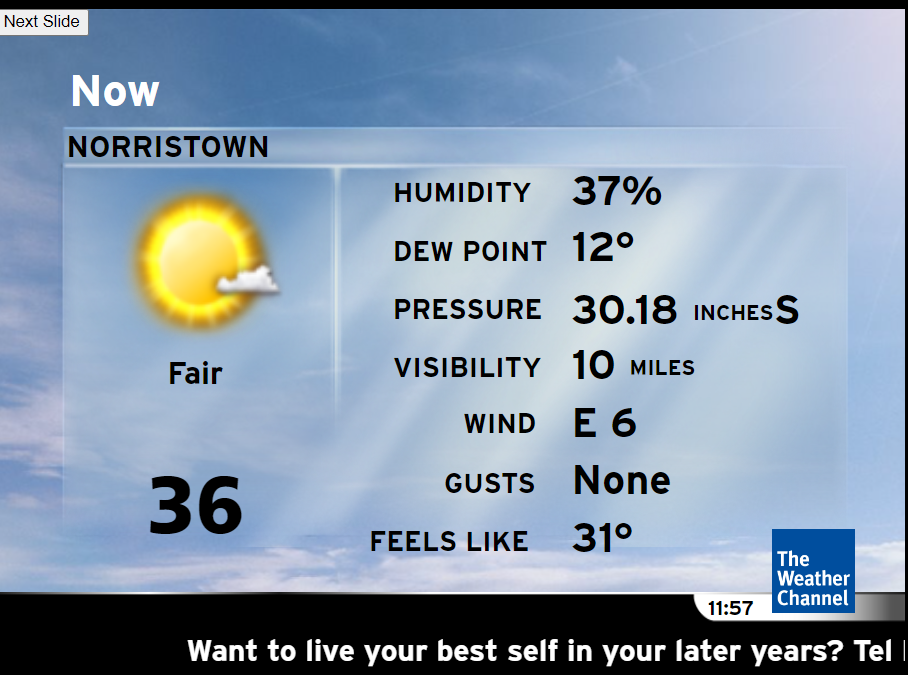 Next Slide
Now
NORRISTOWN
HUMIDITY 37%
DEW POINT 12°
PRESSURE 30.18 INCHESS
VISIBILITY 10 MILES
Fair
WIND E 6
GUSTS None
36
FEELS LIKE 31°
The
Weather
Channel
11:57
Want to live your best self in your later years? Tel